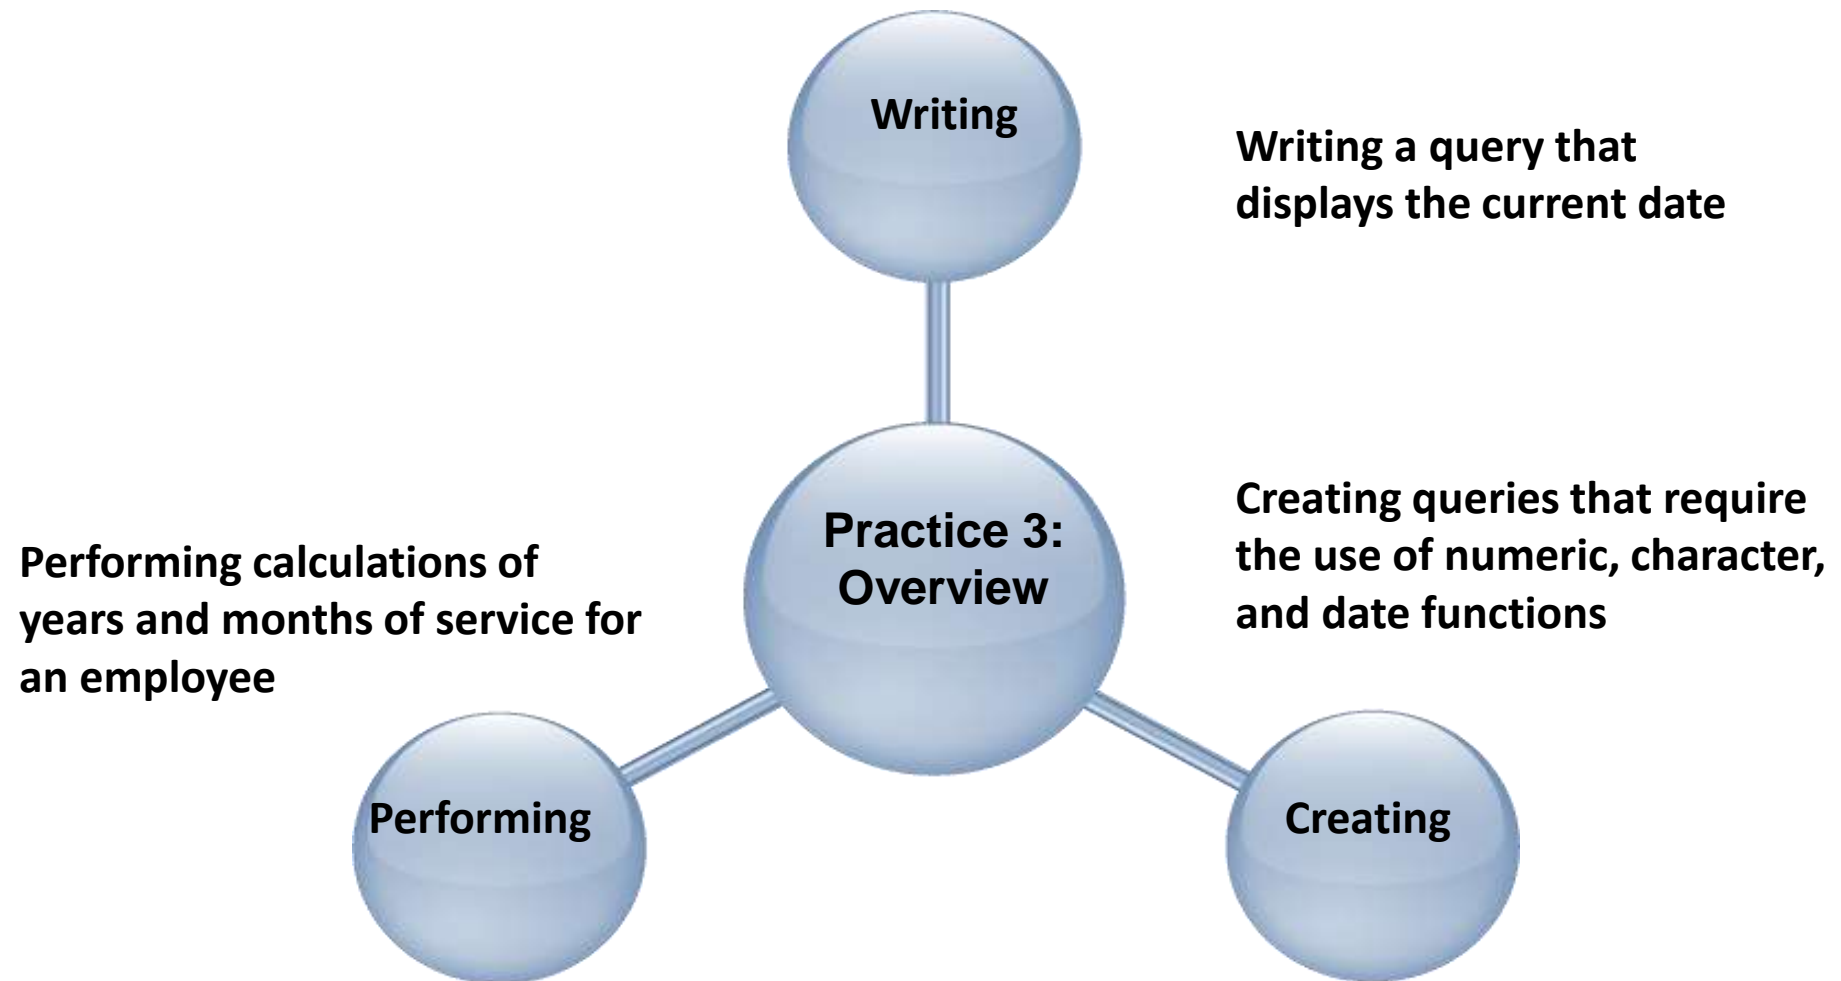 Writing
Writing a query that
displays the current date
Practice 3:
Overview
Creating queries that require
the use of numeric, character,
and date functions
Performing calculations of
years and months of service for
an employee
Performing
Creating